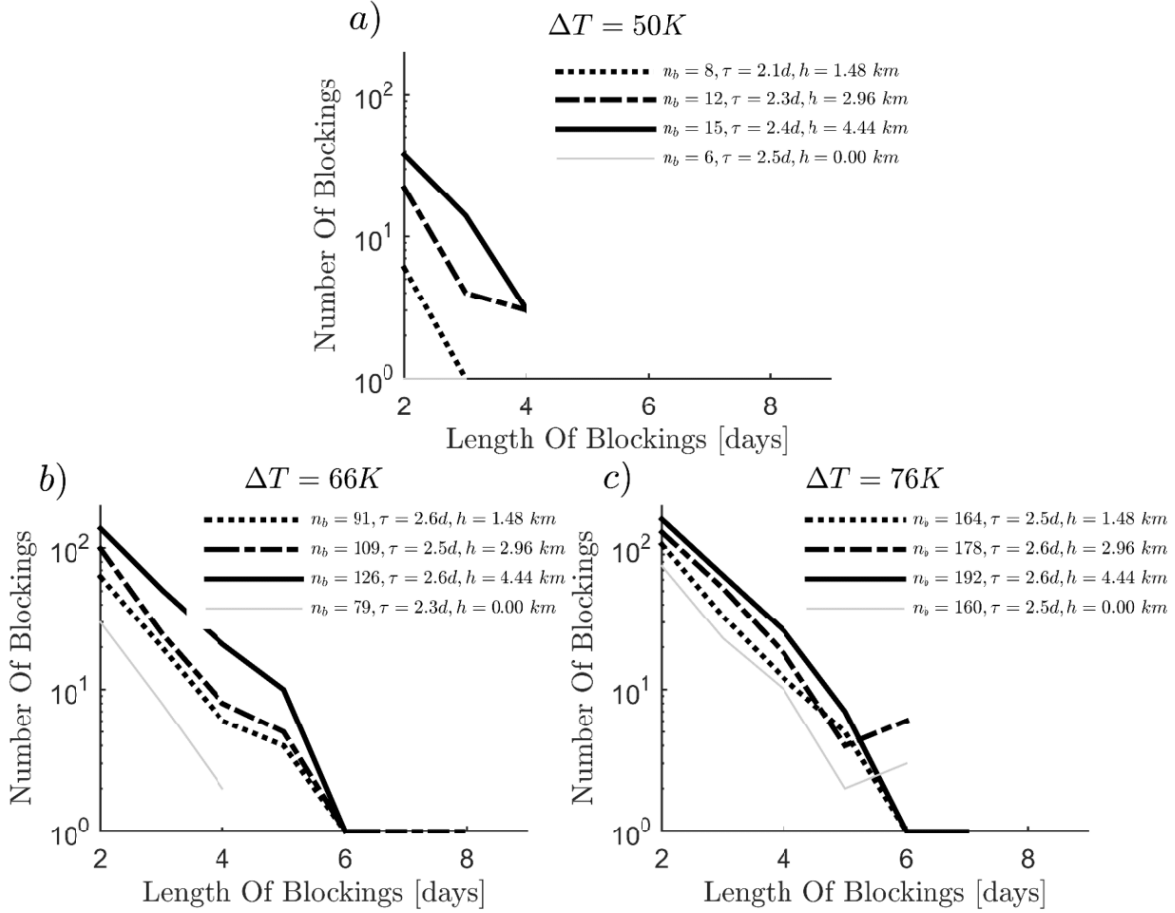 a)
ΔT = 50K
n_b = 8, τ = 2.1d, h = 1.48 km
n_b = 12, τ = 2.3d, h = 2.96 km
n_b = 15, τ = 2.4d, h = 4.44 km
n_b = 6, τ = 2.5d, h = 0.00 km
Number Of Blockings
10^2
10^1
10^0
2 4 6 8
Length Of Blockings [days]
b)
ΔT = 66K
n_b = 91, τ = 2.6d, h = 1.48 km
n_b = 109, τ = 2.5d, h = 2.96 km
n_b = 126, τ = 2.6d, h = 4.44 km
n_b = 79, τ = 2.3d, h = 0.00 km
Number Of Blockings
10^2
10^1
10^0
2 4 6 8
Length Of Blockings [days]
c)
ΔT = 76K
n_b = 164, τ = 2.5d, h = 1.48 km
n_b = 178, τ = 2.6d, h = 2.96 km
n_b = 192, τ = 2.6d, h = 4.44 km
n_b = 160, τ = 2.5d, h = 0.00 km
Number Of Blockings
10^2
10^1
10^0
2 4 6 8
Length Of Blockings [days]